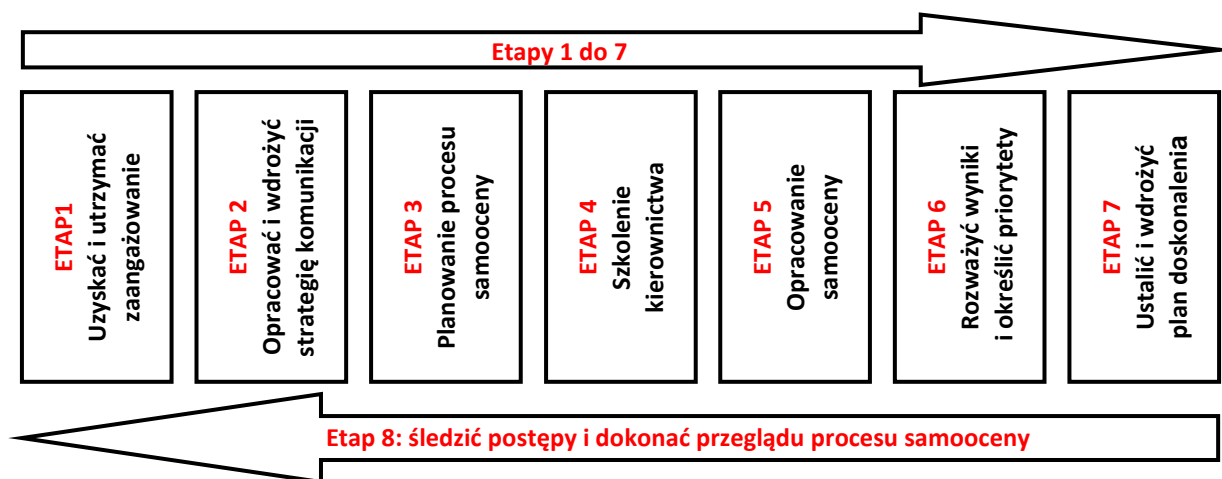 Etapy 1 do 7
ETAP1
Uzyskać i utrzymać
zaangażowanie
ETAP 2
Opracować i wdrożyć
strategię komunikacji
ETAP 3
Planowanie procesu
samooceny
ETAP 4
Szkolenie
kierownictwa
ETAP 5
Opracowanie
samooceny
ETAP 6
Rozważyć wyniki
i określić priorytety
ETAP 7
Ustalić i wdrożyć
plan doskonalenia
Etap 8: śledzić postępy i dokonać przeglądu procesu samooceny